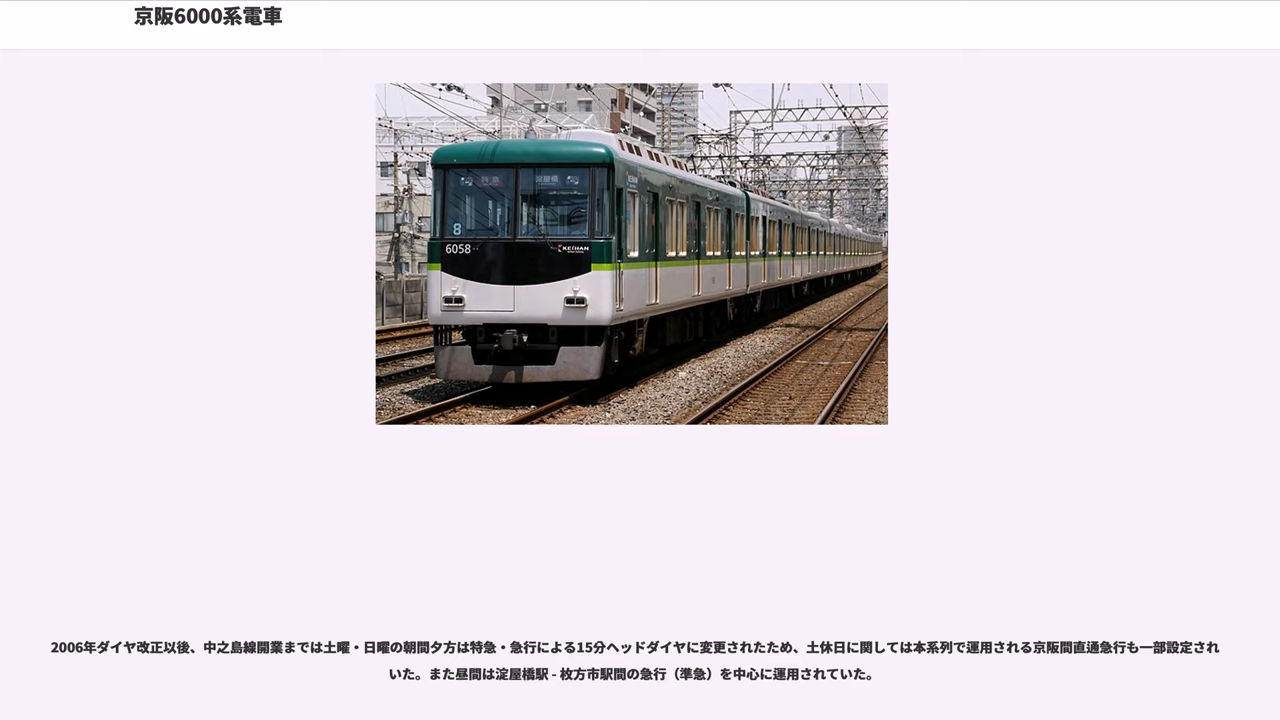 京阪6000系電車
特急
淀屋橋
8
6058
KEIHAN
2006年ダイヤ改正以後、中之島線開業までは土曜・日曜の朝間夕方は特急・急行による15分ヘッドダイヤに変更されたため、土休日に関しては本系列で運用される京阪間直通急行も一部設定され
いた。また昼間は淀屋橋駅 - 枚方市駅間の急行（準急）を中心に運用されていた。